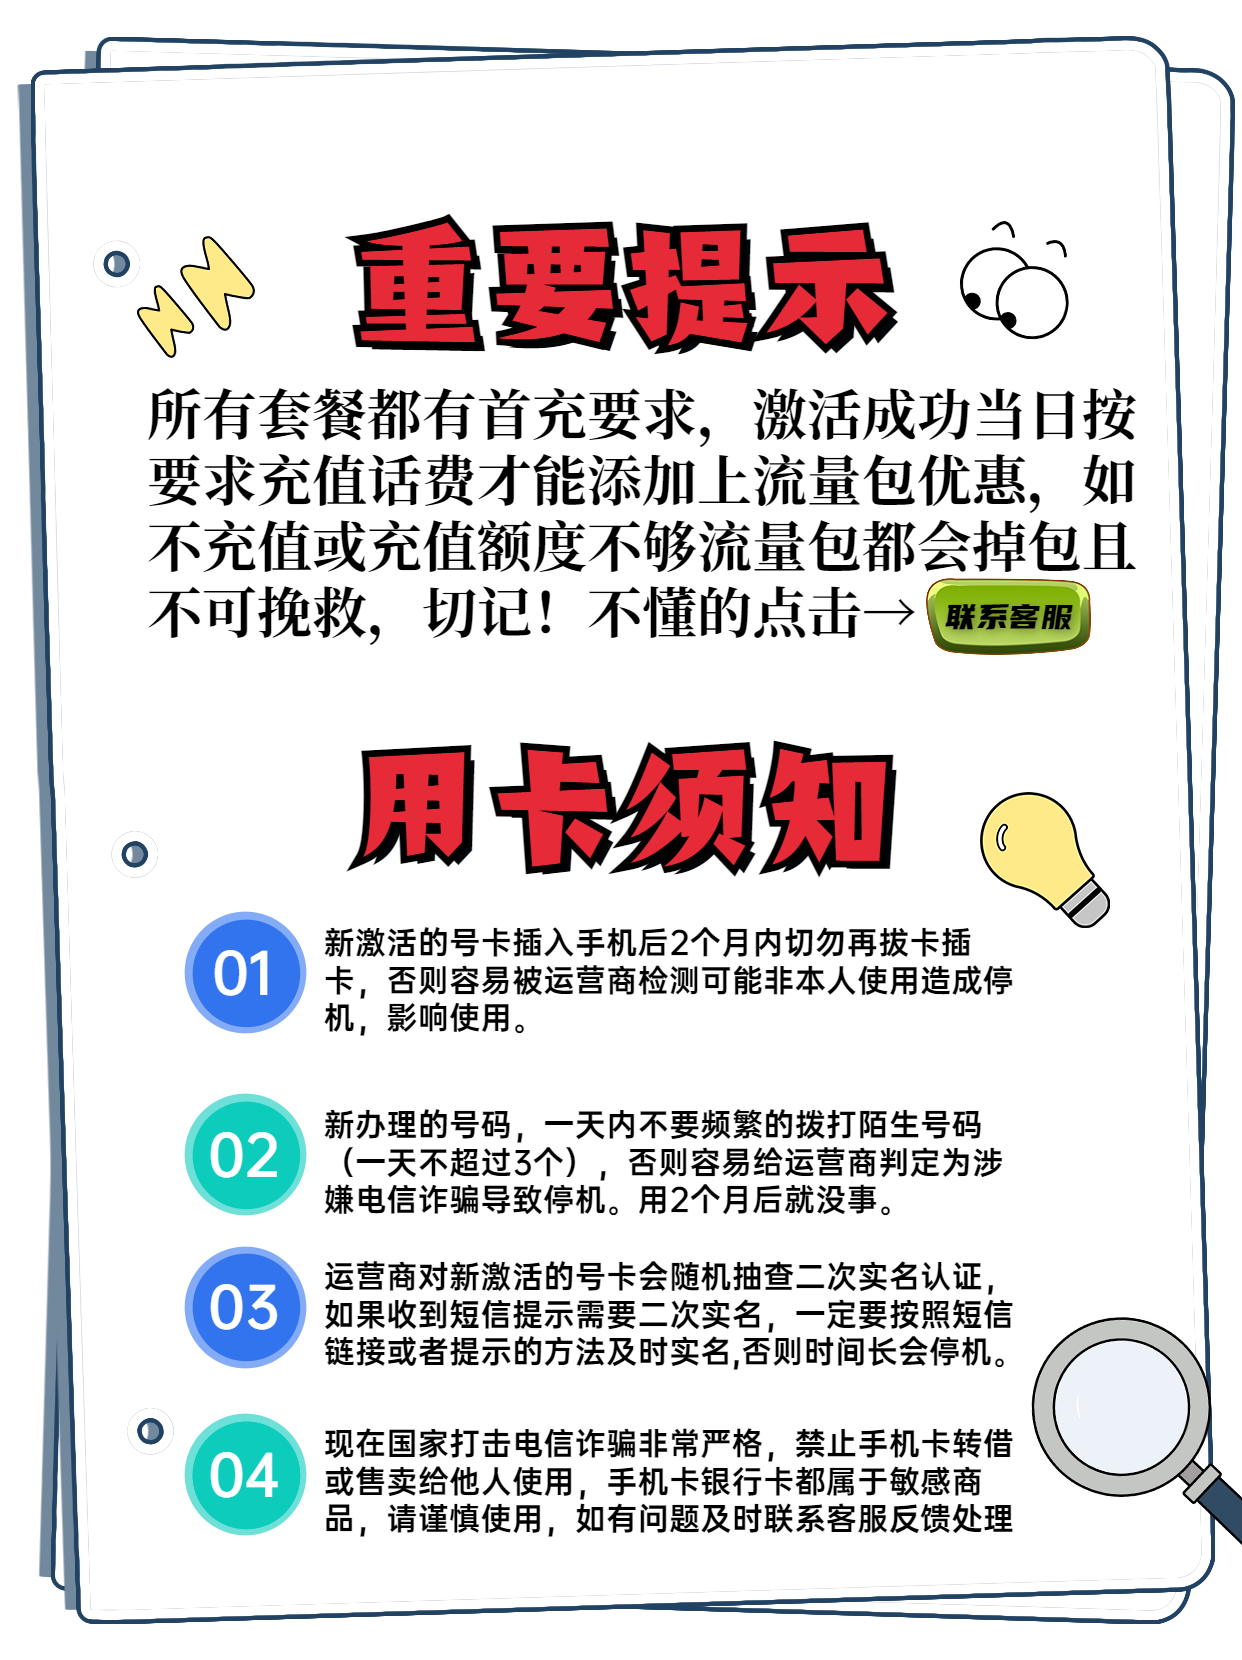 重要提示
所有套餐都有首充要求，激活成功当日按
要求充值话费才能添加上流量包优惠，如
不充值或充值额度不够流量包都会掉包且
不可挽救，切记！不懂的点击→ 联系客服
用卡须知
01
新激活的号卡插入手机后2个月内切勿再拔卡插
卡，否则容易被运营商检测可能非本人使用造成停
机，影响使用。
02
新办理的号码，一天内不要频繁的拨打陌生号码
（一天不超过3个），否则容易给运营商判定为涉
嫌电信诈骗导致停机。用2个月后就没事。
03
运营商对新激活的号卡会随机抽查二次实名认证，
如果收到短信提示需要二次实名，一定要按照短信
链接或者提示的方法及时实名,否则时间长会停机。
04
现在国家打击电信诈骗非常严格，禁止手机卡转借
或售卖给他人使用，手机卡银行卡都属于敏感商
品，请谨慎使用，如有问题及时联系客服反馈处理